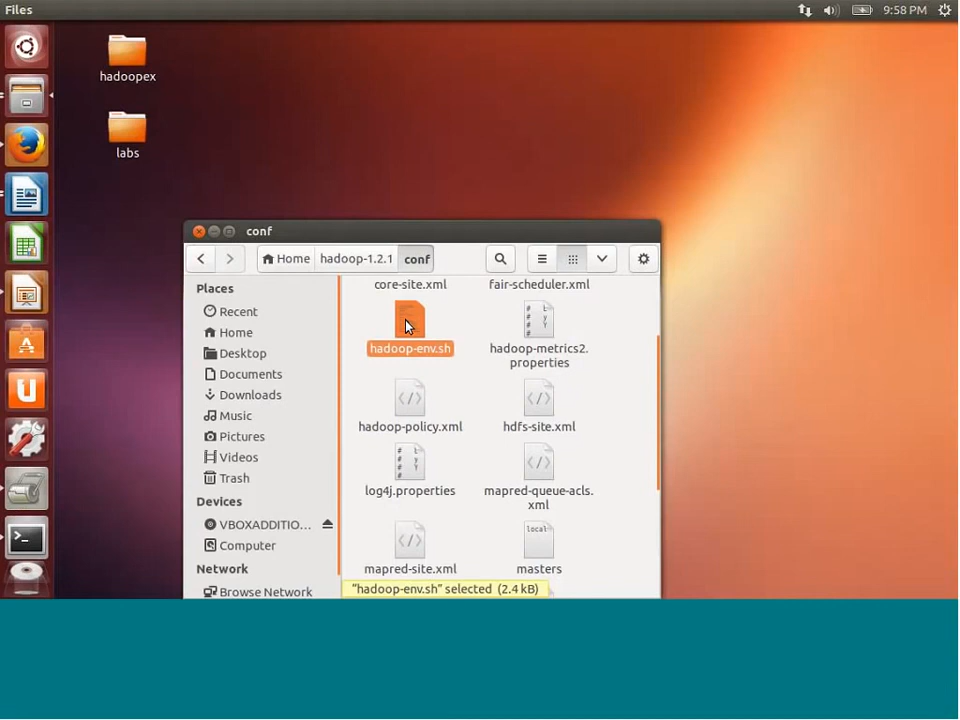 Files
9:58 PM
hadoopex
labs
conf
Home
hadoop-1.2.1
conf
Places
Recent
Home
Desktop
Documents
Downloads
Music
Pictures
Videos
Trash
Devices
VBOXADDITIO...
Computer
Network
Browse Network
core-site.xml
fair-scheduler.xml
hadoop-env.sh
hadoop-metrics2.
properties
hadoop-policy.xml
hdfs-site.xml
log4j.properties
mapred-queue-acls.
xml
mapred-site.xml
local
masters
"hadoop-env.sh" selected (2.4 kB)